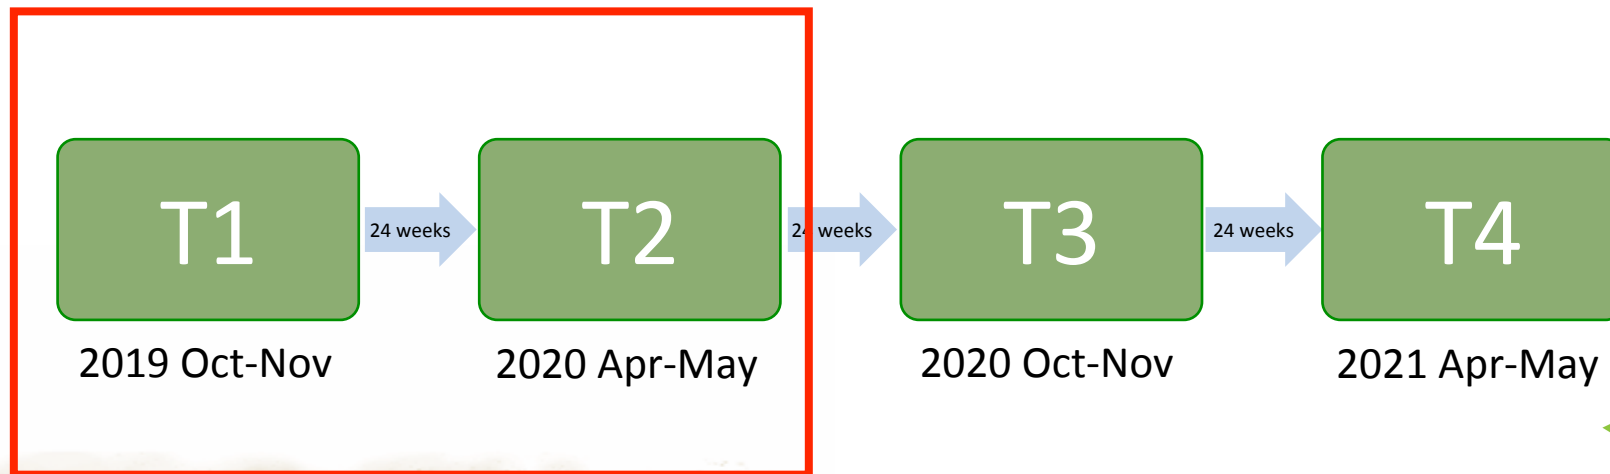 T1
24 weeks
T2
24 weeks
T3
24 weeks
T4
2019 Oct-Nov
2020 Apr-May
2020 Oct-Nov
2021 Apr-May